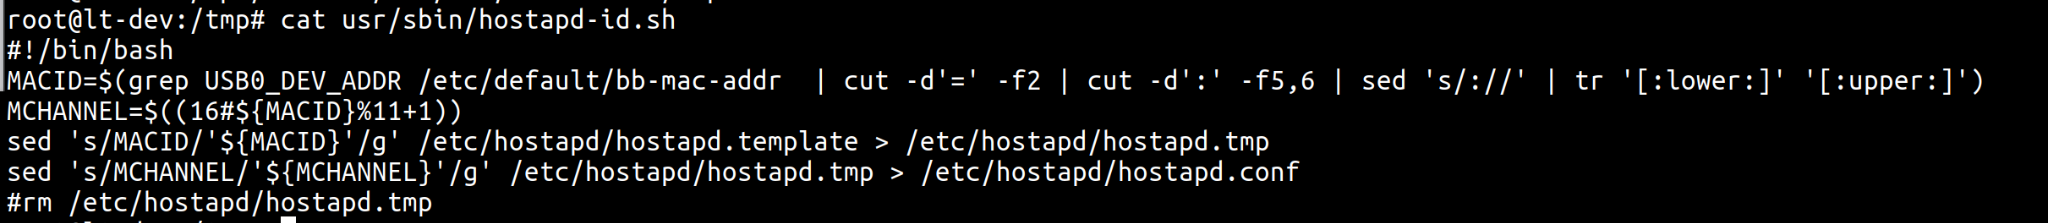 root@lt-dev:/tmp# cat usr/sbin/hostapd-id.sh
#!/bin/bash
MACID=$(grep USB0_DEV_ADDR /etc/default/bb-mac-addr  | cut -d'=' -f2 | cut -d':' -f5,6 | sed 's/://' | tr '[:lower:]' '[:upper:]')
MCHANNEL=$((16#${MACID}%11+1))
sed 's/MACID/'${MACID}'/g' /etc/hostapd/hostapd.template > /etc/hostapd/hostapd.tmp
sed 's/MCHANNEL/'${MCHANNEL}'/g' /etc/hostapd/hostapd.tmp > /etc/hostapd/hostapd.conf
#rm /etc/hostapd/hostapd.tmp